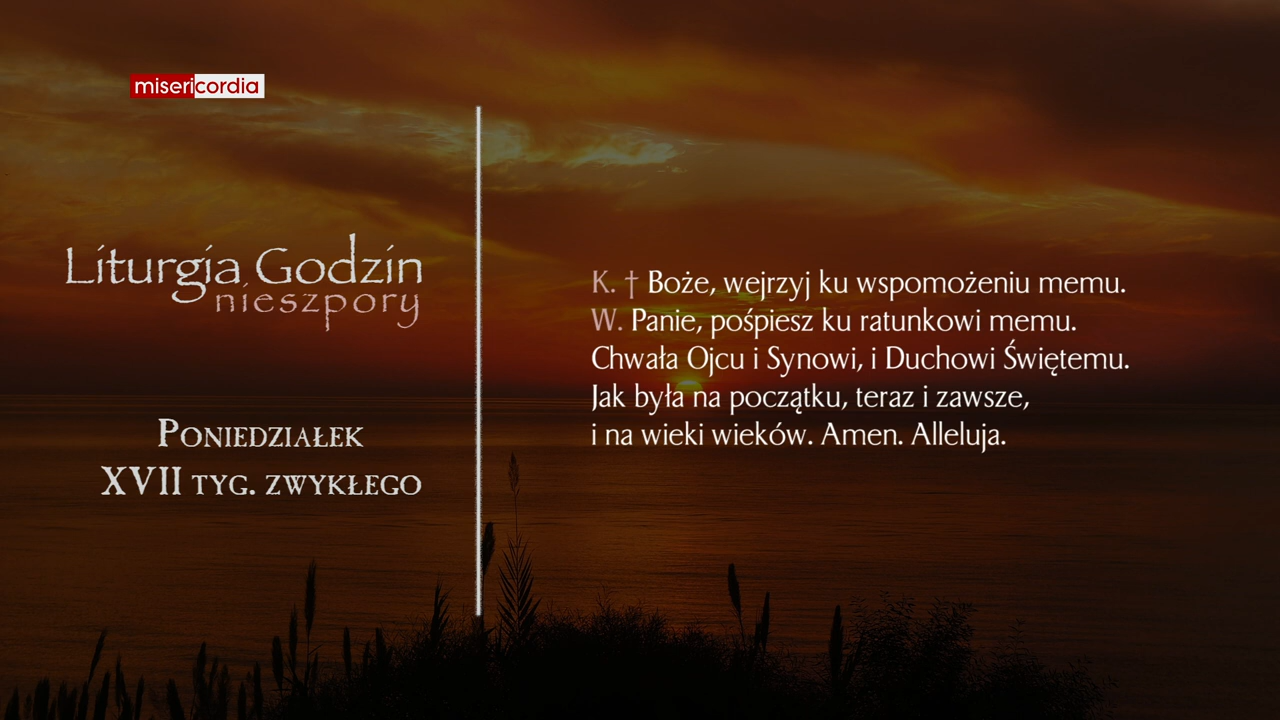 misericordia
Liturgia Godzin
nieszpory
Poniedziałek
XVII tyg. zwykłego
K. † Boże, wejrzyj ku wspomożeniu memu.
W. Panie, pośpiesz ku ratunkowi memu.
Chwała Ojcu i Synowi, i Duchowi Świętemu.
Jak była na początku, teraz i zawsze,
i na wieki wieków. Amen. Alleluja.